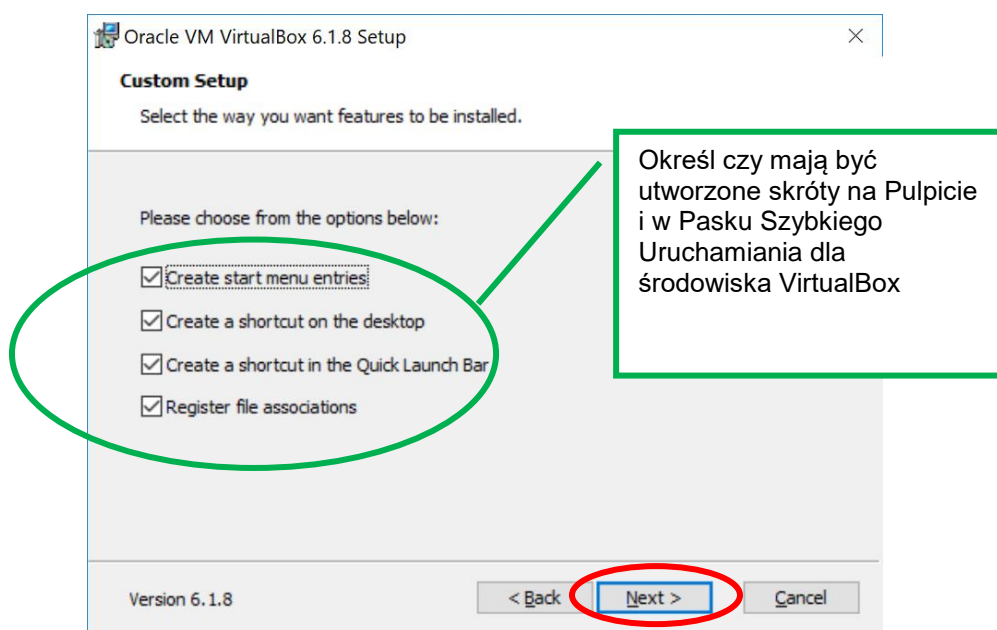 Oracle VM VirtualBox 6.1.8 Setup
Custom Setup
Select the way you want features to be installed.
Określ czy mają być
utworzone skróty na Pulpicie
i w Pasku Szybkiego
Uruchamiania dla
środowiska VirtualBox
Please choose from the options below:
Create start menu entries
Create a shortcut on the desktop
Create a shortcut in the Quick Launch Bar
Register file associations
Version 6.1.8
< Back
Next >
Cancel